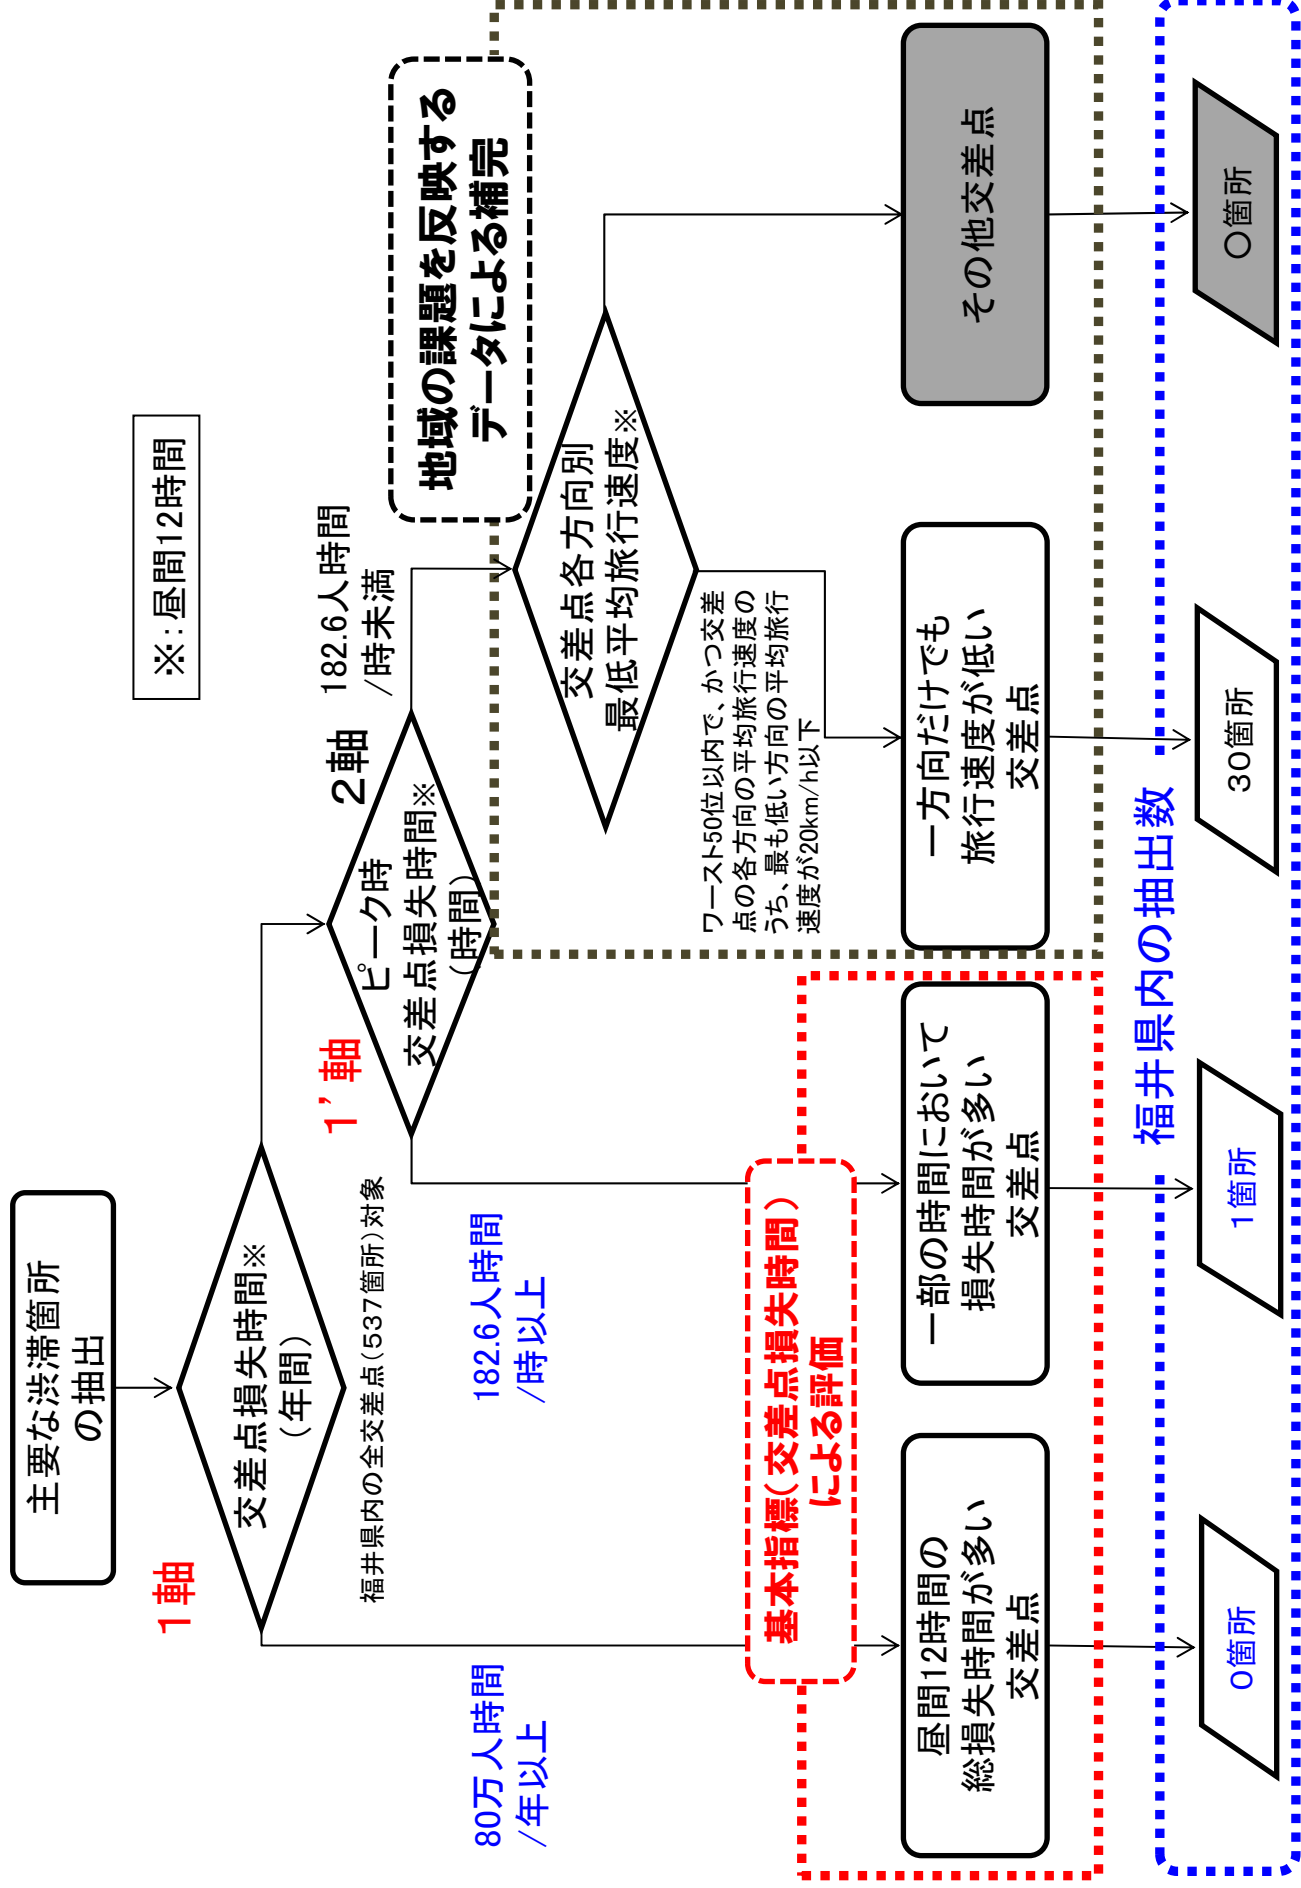 主要な渋滞箇所
の抽出
※：昼間12時間
1軸
交差点損失時間※
（年間）
福井県内の全交差点（537箇所）対象
80万人時間
/年以上
1’軸
2軸
ピーク時
交差点損失時間※
（時間）
182.6人時間
/時以上
182.6人時間
/時未満
地域の課題を反映する
データによる補完
交差点各方向別
最低平均旅行速度※
ワースト50位以内で、かつ交差
点の各方向の平均旅行速度の
うち、最も低い方向の平均旅行
速度が20km/h以下
基本指標（交差点損失時間）
による評価
昼間12時間の
総損失時間が多い
交差点
一部の時間において
損失時間が多い
交差点
一方向だけでも
旅行速度が低い
交差点
その他交差点
福井県内の抽出数
0箇所
1箇所
30箇所
〇箇所